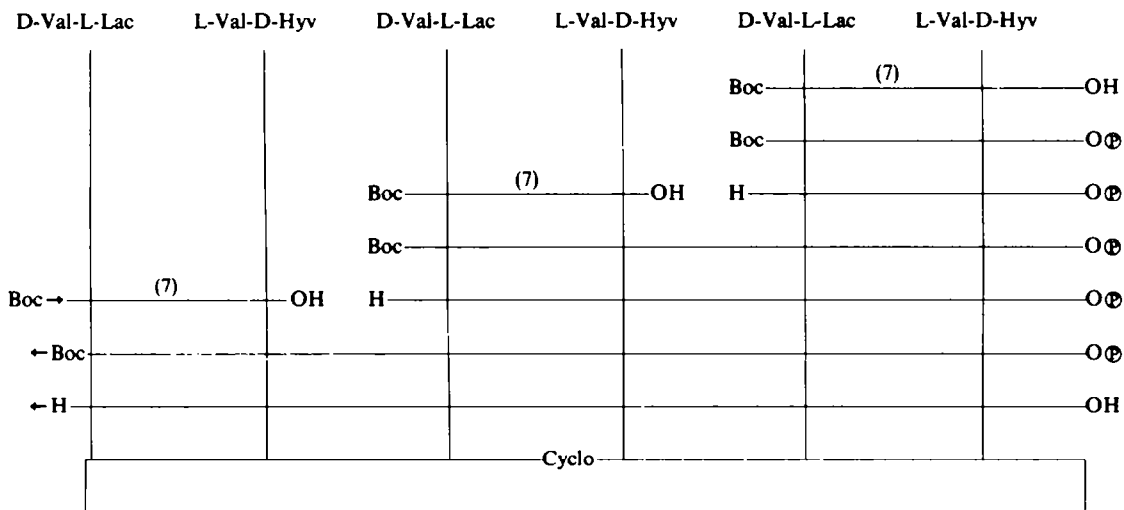 D-Val-L-Lac L-Val-D-Hyv D-Val-L-Lac L-Val-D-Hyv D-Val-L-Lac L-Val-D-Hyv
Boc (7) OH
Boc OⓅ
Boc (7) OH H OⓅ
Boc OⓅ
Boc → (7) OH H OⓅ
← Boc OⓅ
← H OH
Cyclo